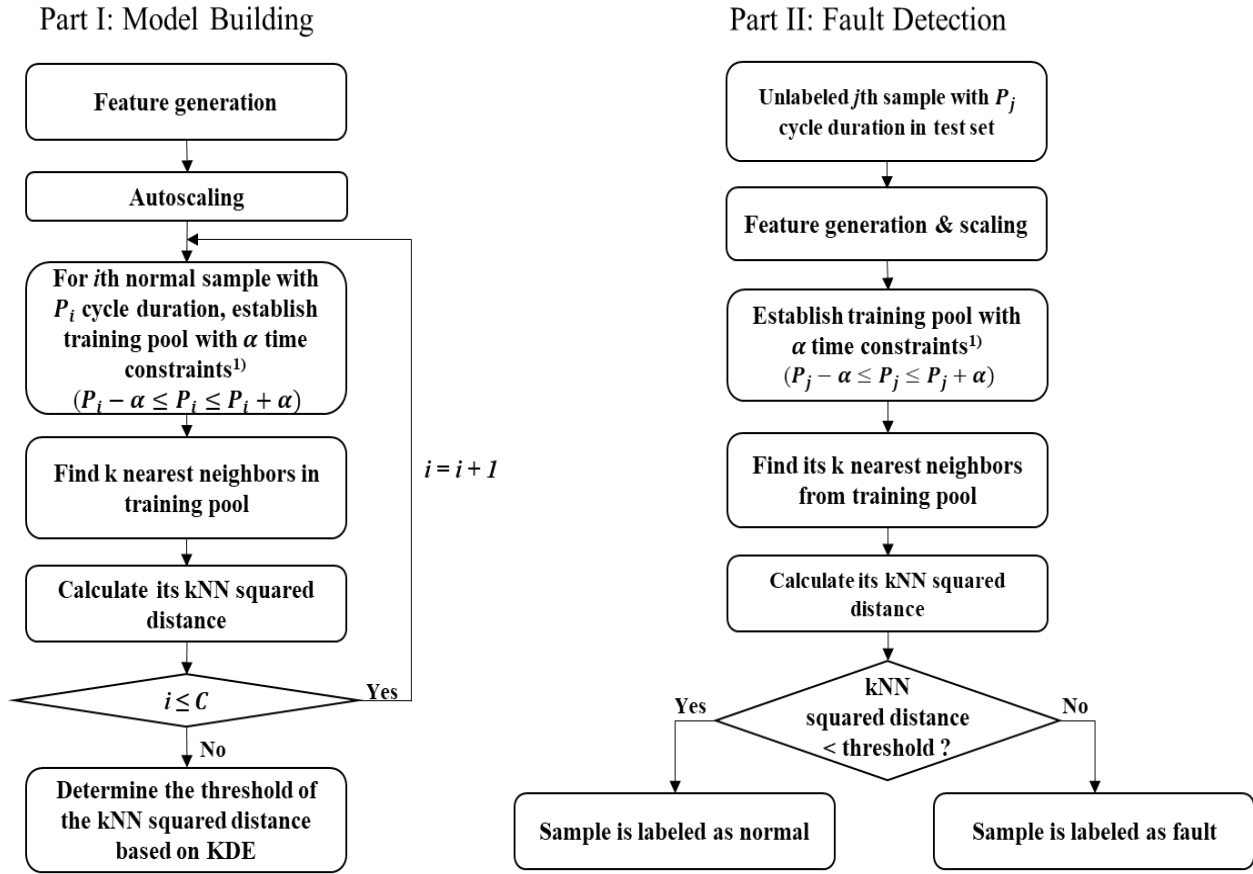 Part I: Model Building
Feature generation
Autoscaling
For ith normal sample with
P_i cycle duration, establish
training pool with α time
constraints¹⁾
(P_i − α ≤ P_i ≤ P_i + α)
Find k nearest neighbors in
training pool
Calculate its kNN squared
distance
i ≤ C
Yes
i = i + 1
No
Determine the threshold of
the kNN squared distance
based on KDE
Part II: Fault Detection
Unlabeled jth sample with P_j
cycle duration in test set
Feature generation & scaling
Establish training pool with
α time constraints¹⁾
(P_j − α ≤ P_j ≤ P_j + α)
Find its k nearest neighbors
from training pool
Calculate its kNN squared
distance
kNN
squared distance
< threshold ?
Yes
No
Sample is labeled as normal
Sample is labeled as fault